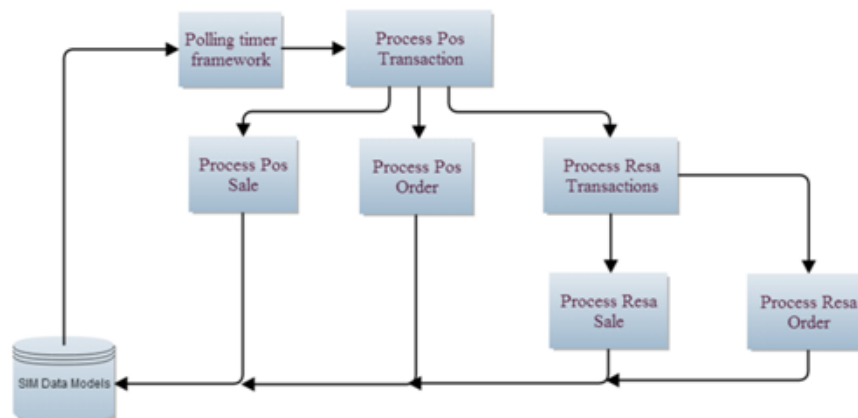 Polling timer
framework
Process Pos
Transaction
Process Pos
Sale
Process Pos
Order
Process Resa
Transactions
Process Resa
Sale
Process Resa
Order
SIM Data Models